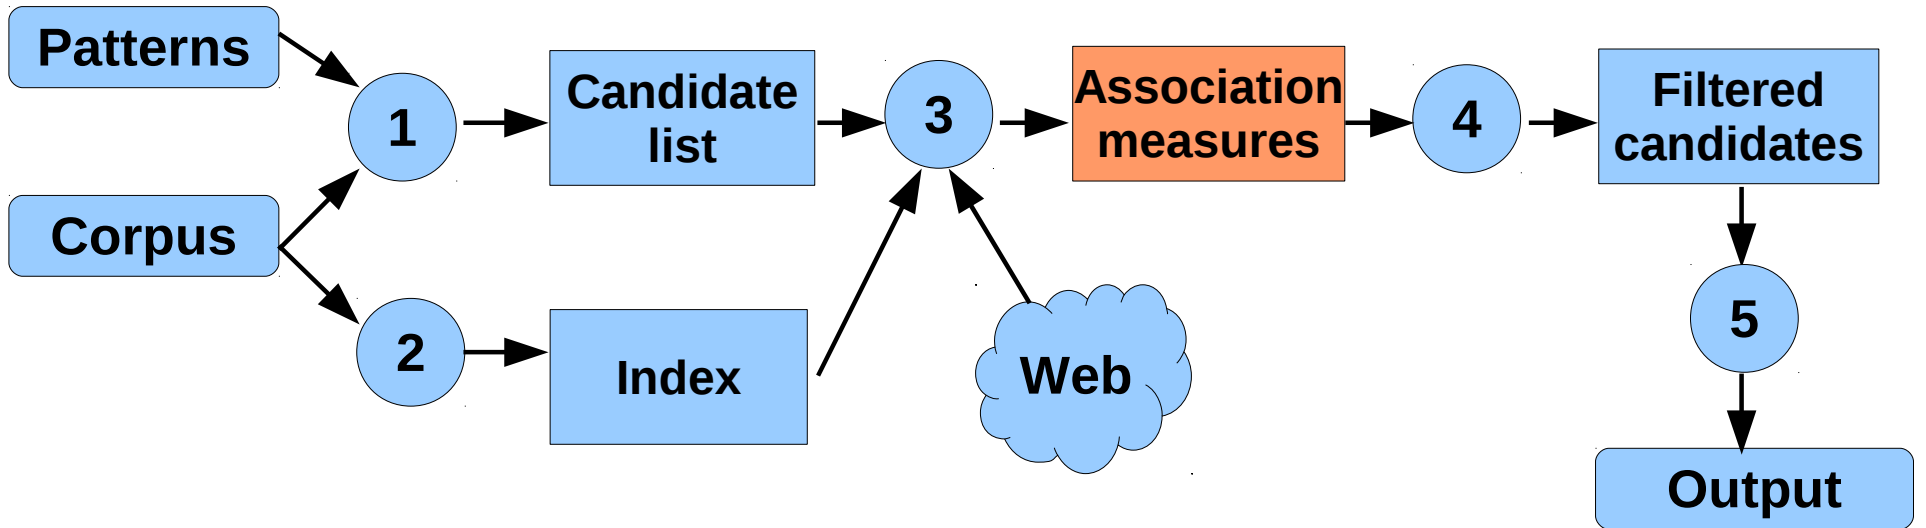 Patterns
Corpus
1
2
Candidate
list
Index
3
Web
Association
measures
4
Filtered
candidates
5
Output